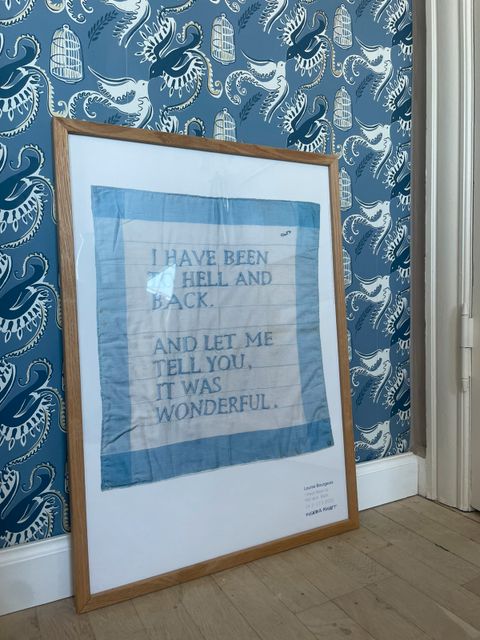 I HAVE BEEN
TO HELL AND
BACK.
AND LET ME
TELL YOU,
IT WAS
WONDERFUL.
Louise Bourgeois